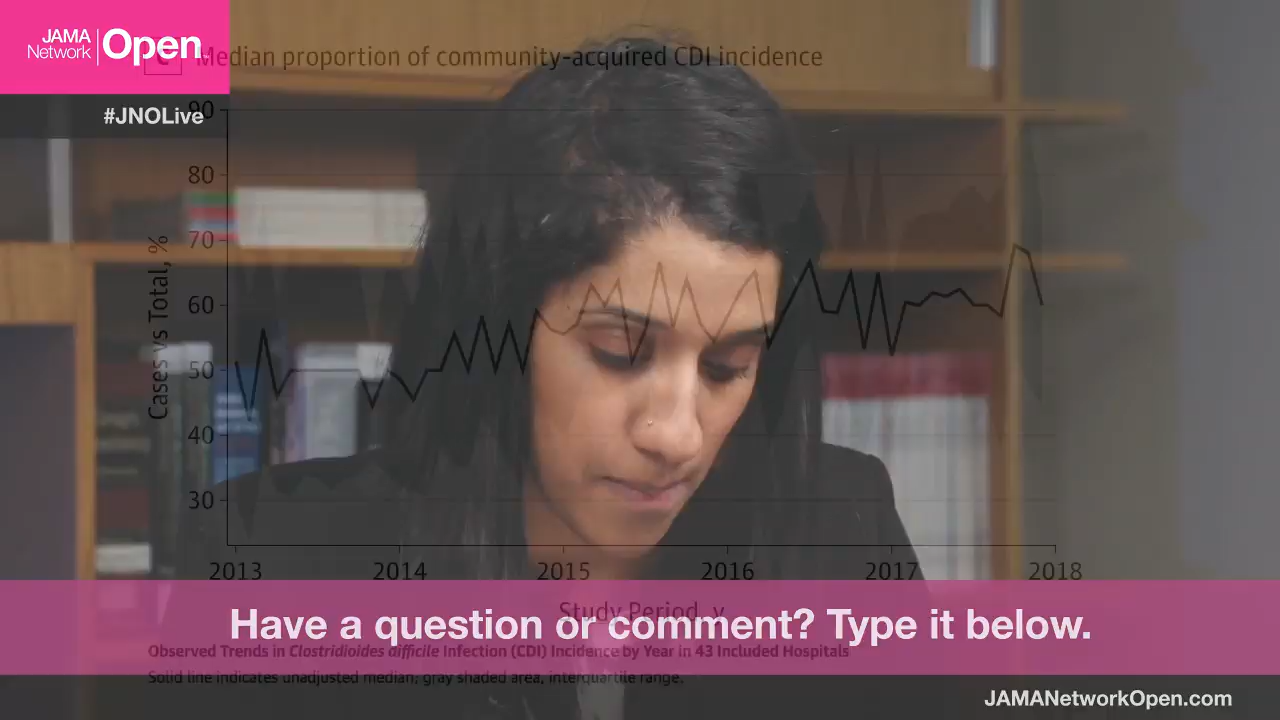 JAMA
Network
Open
#JNOLive
C Median proportion of community-acquired CDI incidence
Cases vs Total, %
90
80
70
60
50
40
30
2013 2014 2015 2016 2017 2018
Study Period, y
Have a question or comment? Type it below.
Observed Trends in Clostridioides difficile Infection (CDI) Incidence by Year in 43 Included Hospitals
Solid line indicates unadjusted median; gray shaded area, interquartile range.
JAMANetworkOpen.com